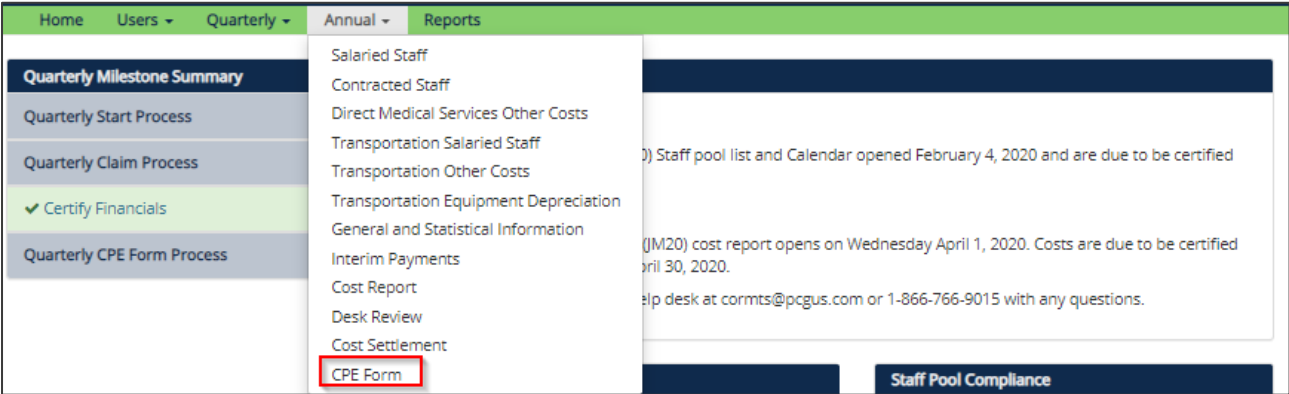 Home Users Quarterly Annual Reports
Salaried Staff
Contracted Staff
Direct Medical Services Other Costs
Transportation Salaried Staff
Transportation Other Costs
Transportation Equipment Depreciation
General and Statistical Information
Interim Payments
Cost Report
Desk Review
Cost Settlement
CPE Form
Quarterly Milestone Summary
Quarterly Start Process
Quarterly Claim Process
Certify Financials
Quarterly CPE Form Process
0) Staff pool list and Calendar opened February 4, 2020 and are due to be certified
(JM20) cost report opens on Wednesday April 1, 2020. Costs are due to be certified
pril 30, 2020.
elp desk at cormts@pcgus.com or 1-866-766-9015 with any questions.
Staff Pool Compliance